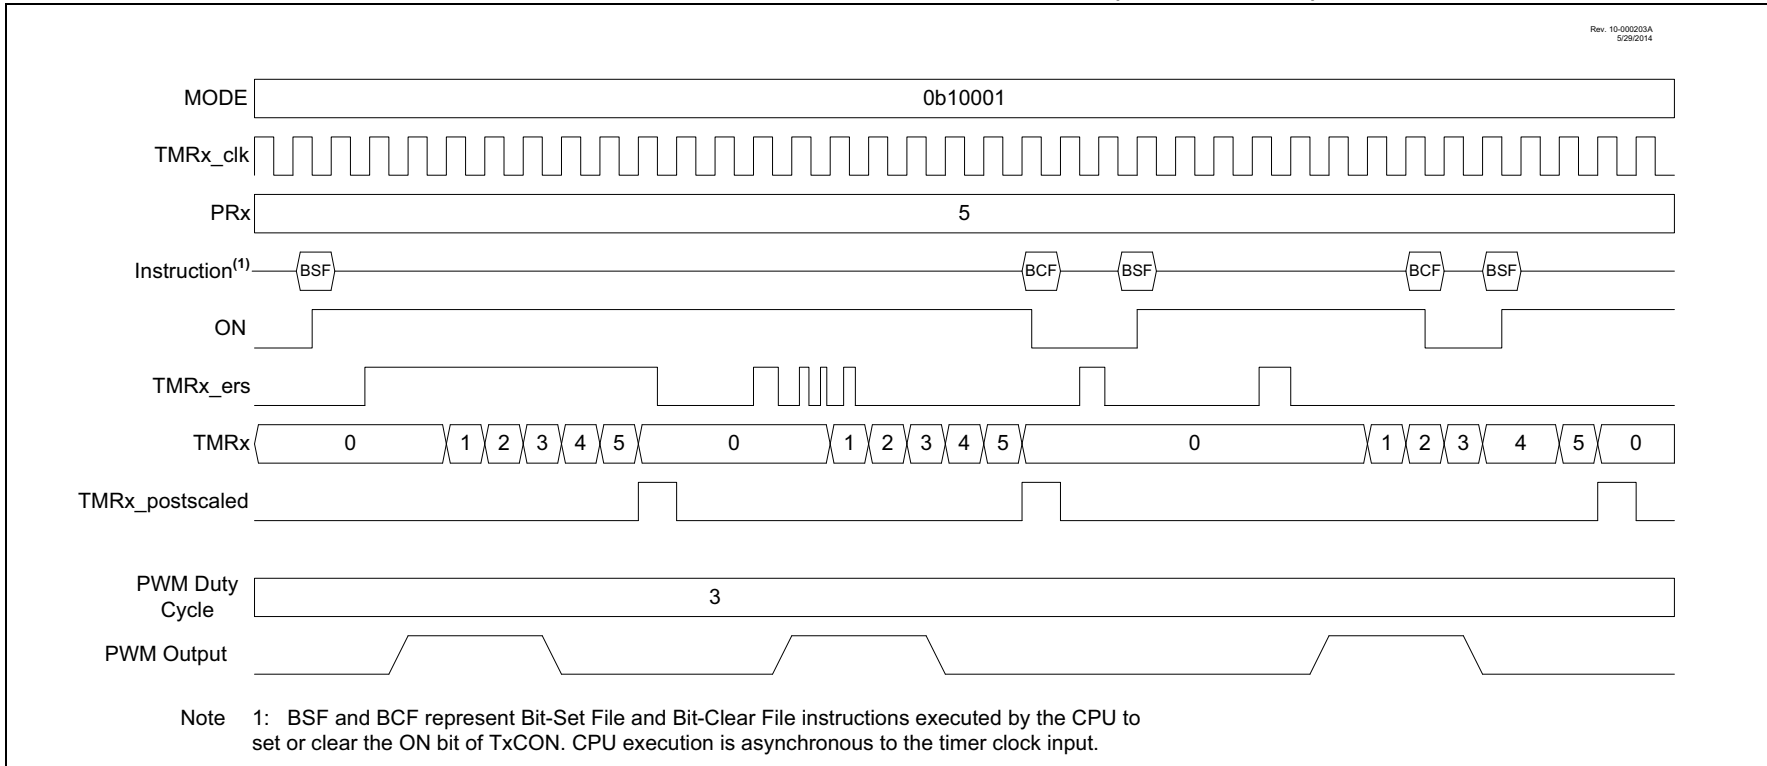 Rev. 10-000203A
5/29/2014
MODE 0b10001
TMRx_clk
PRx 5
Instruction(1) BSF BCF BSF BCF BSF
ON
TMRx_ers
TMRx 0 1 2 3 4 5 0 1 2 3 4 5 0 1 2 3 4 5 0
TMRx_postscaled
PWM Duty
Cycle 3
PWM Output
Note 1: BSF and BCF represent Bit-Set File and Bit-Clear File instructions executed by the CPU to
set or clear the ON bit of TxCON. CPU execution is asynchronous to the timer clock input.